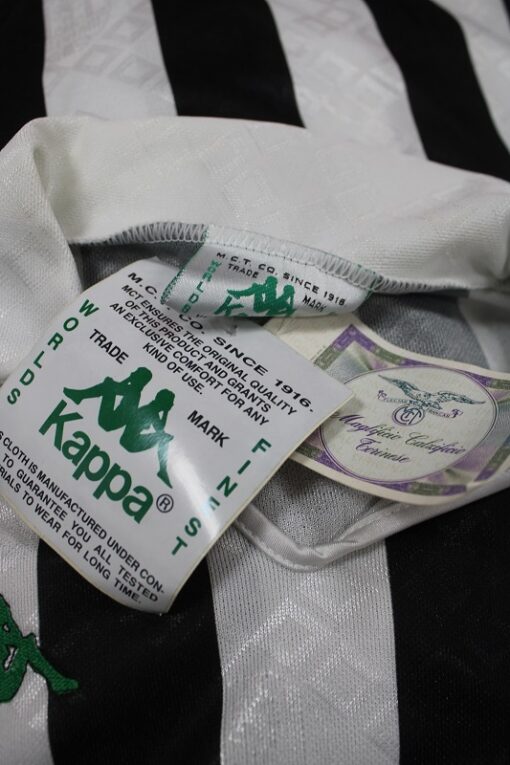 M.C.T. CO. SINCE 1916
TRADE
MARK
WORLDS
Kappa
M.C. CO. SINCE 1916.
MCT ENSURES THE ORIGINAL QUALITY
OF THIS PRODUCT AND GRANTS
AN EXCLUSIVE COMFORT FOR ANY
KIND OF USE.
WORLDS
TRADE
MARK
FINEST
Kappa®
S CLOTH IS MANUFACTURED UNDER CON-
TO GUARANTEE YOU ALL TESTED
RIALS TO WEAR FOR LONG TIME.
Maglificio Calzificio
Torinese